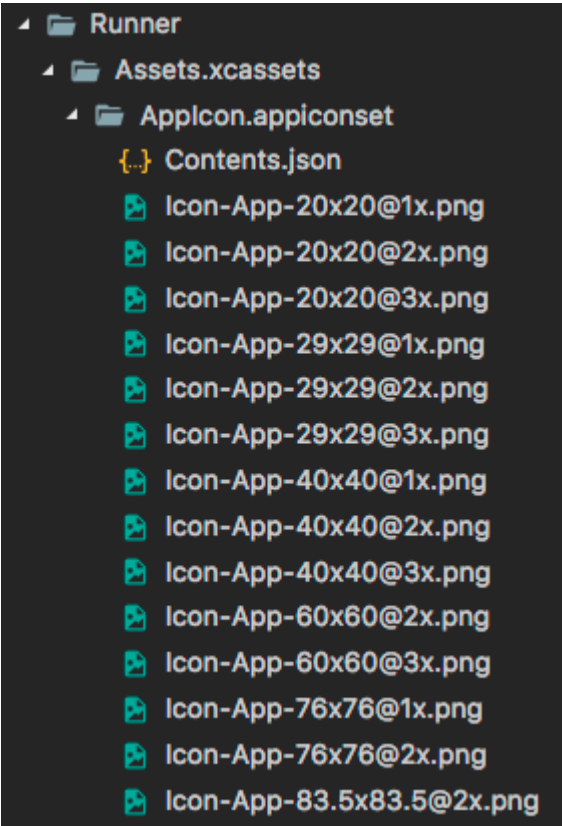 Runner
Assets.xcassets
AppIcon.appiconset
{...} Contents.json
Icon-App-20x20@1x.png
Icon-App-20x20@2x.png
Icon-App-20x20@3x.png
Icon-App-29x29@1x.png
Icon-App-29x29@2x.png
Icon-App-29x29@3x.png
Icon-App-40x40@1x.png
Icon-App-40x40@2x.png
Icon-App-40x40@3x.png
Icon-App-60x60@2x.png
Icon-App-60x60@3x.png
Icon-App-76x76@1x.png
Icon-App-76x76@2x.png
Icon-App-83.5x83.5@2x.png